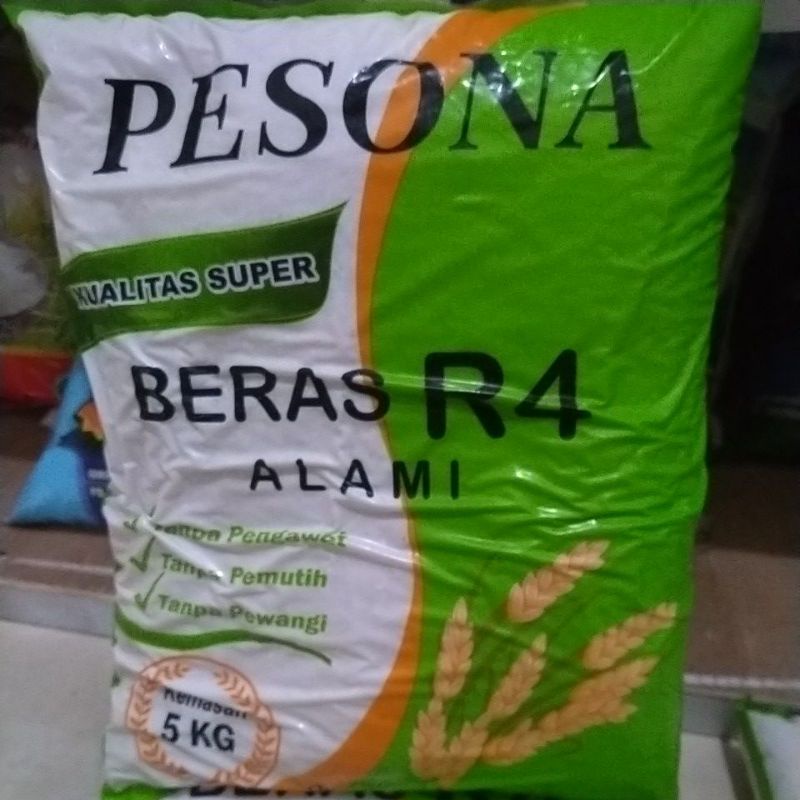 PESONA
KUALITAS SUPER
BERAS R4
ALAMI
Tanpa Pengawet
Tanpa Pemutih
Tanpa Pewangi
Kemasan
5 KG